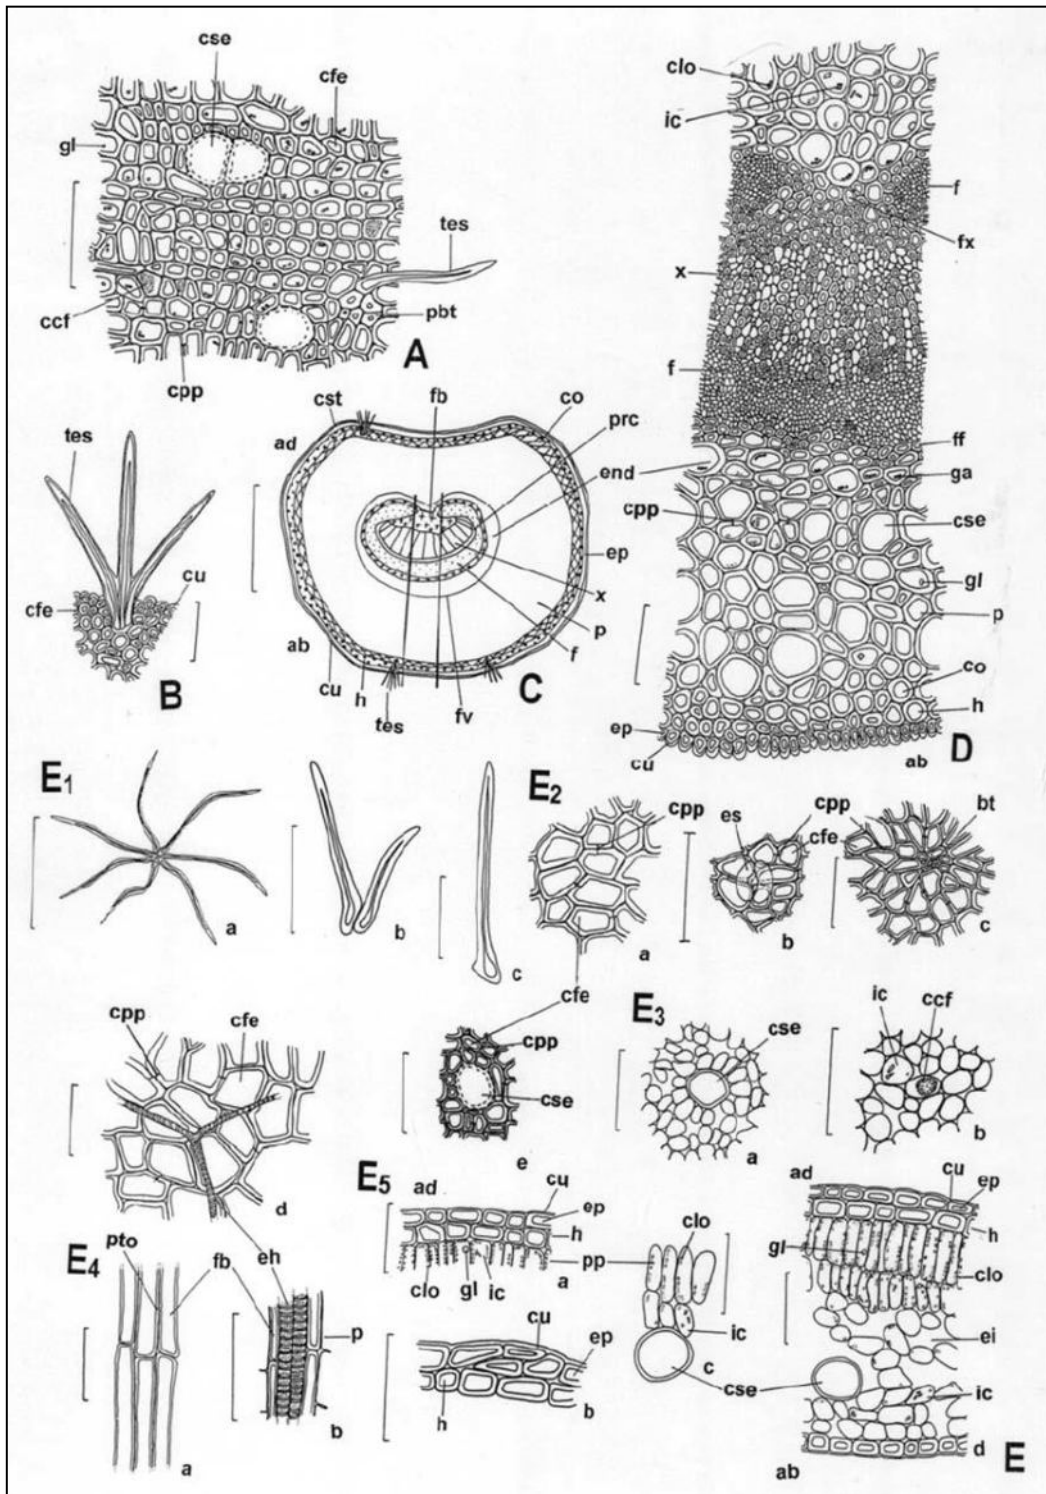 cse
cfe
gl
tes
ccf
pbt
cpp
A
tes
cfe
cu
B
cst
fb
co
ad
prc
end
ep
x
p
f
ab
cu
h
tes
fv
C
clo
ic
f
fx
x
f
ff
end
ga
cpp
cse
gl
p
co
h
ep
cu
ab
D
E1
a
b
c
E2
cpp
es
cpp
cfe
bt
a
b
c
cfe
cpp
cfe
eh
d
cfe
cpp
cse
e
E3
cse
a
ic
ccf
b
E4
pto
fb
a
eh
p
b
E5
ad
cu
ep
h
pp
clo
gl
ic
a
cu
ep
h
b
clo
ic
c
cse
ad
cu
ep
h
gl
clo
ei
ic
d
ab
E